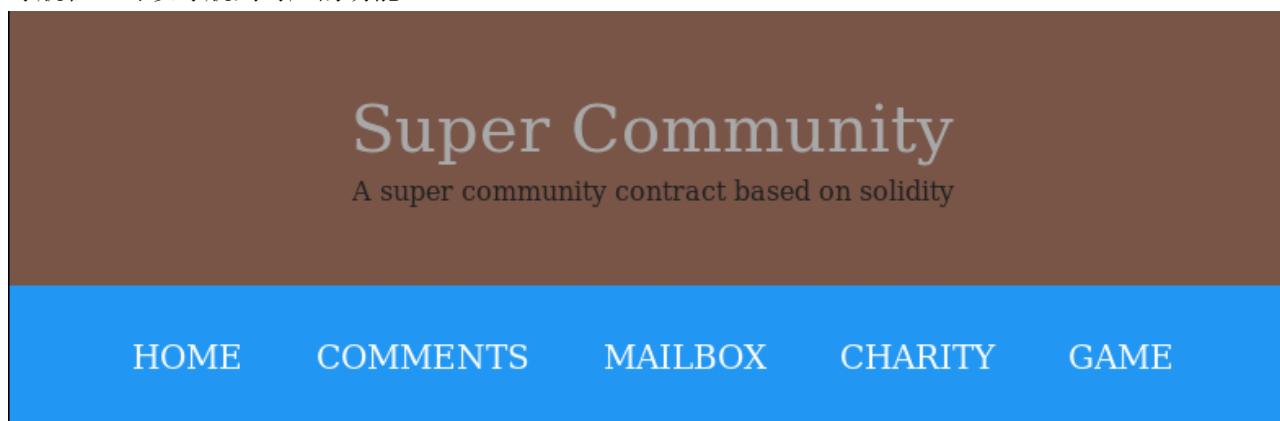 Super Community
A super community contract based on solidity
HOME COMMENTS MAILBOX CHARITY GAME